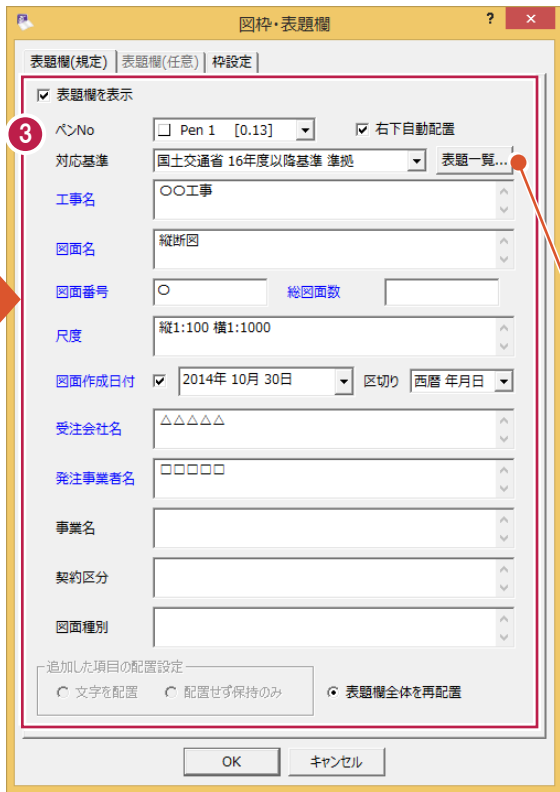 図枠・表題欄 ? ×
表題欄(規定) 表題欄(任意) 枠設定
表題欄を表示
3
ペンNo Pen 1 [0.13] 右下自動配置
対応基準 国土交通省 16年度以降基準 準拠 表題一覧...
工事名 〇〇工事
図面名 縦断図
図面番号 〇 総図面数
尺度 縦1:100 横1:1000
図面作成日付 2014年 10月 30日 区切り 西暦 年月日
受注会社名 △△△△△
発注事業者名 □□□□□
事業名
契約区分
図面種別
追加した項目の配置設定
文字を配置 配置せず保持のみ 表題欄全体を再配置
OK キャンセル